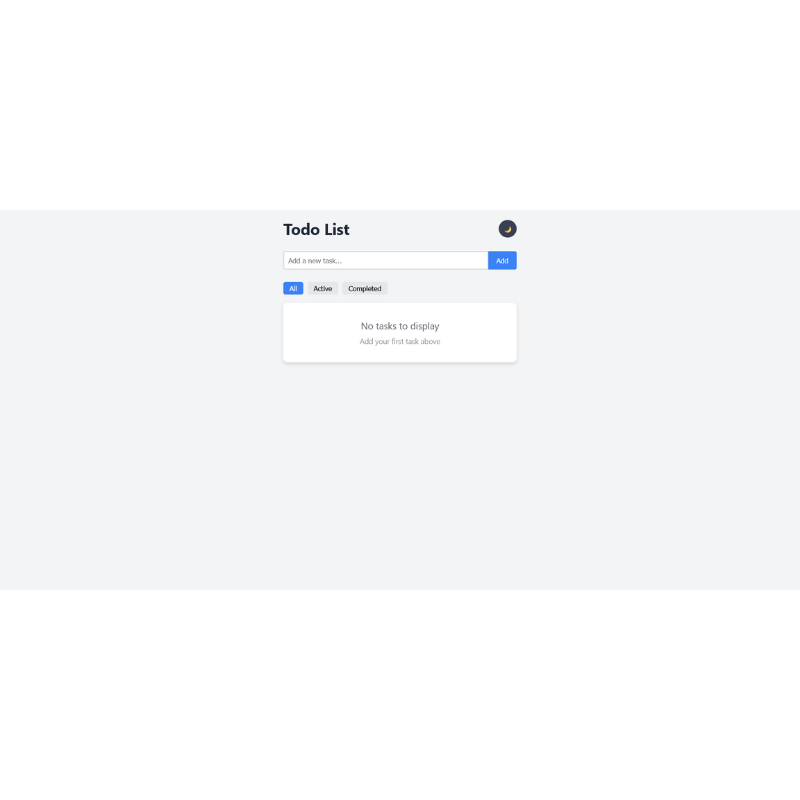 Todo List
Add a new task...
Add
All
Active
Completed
No tasks to display
Add your first task above